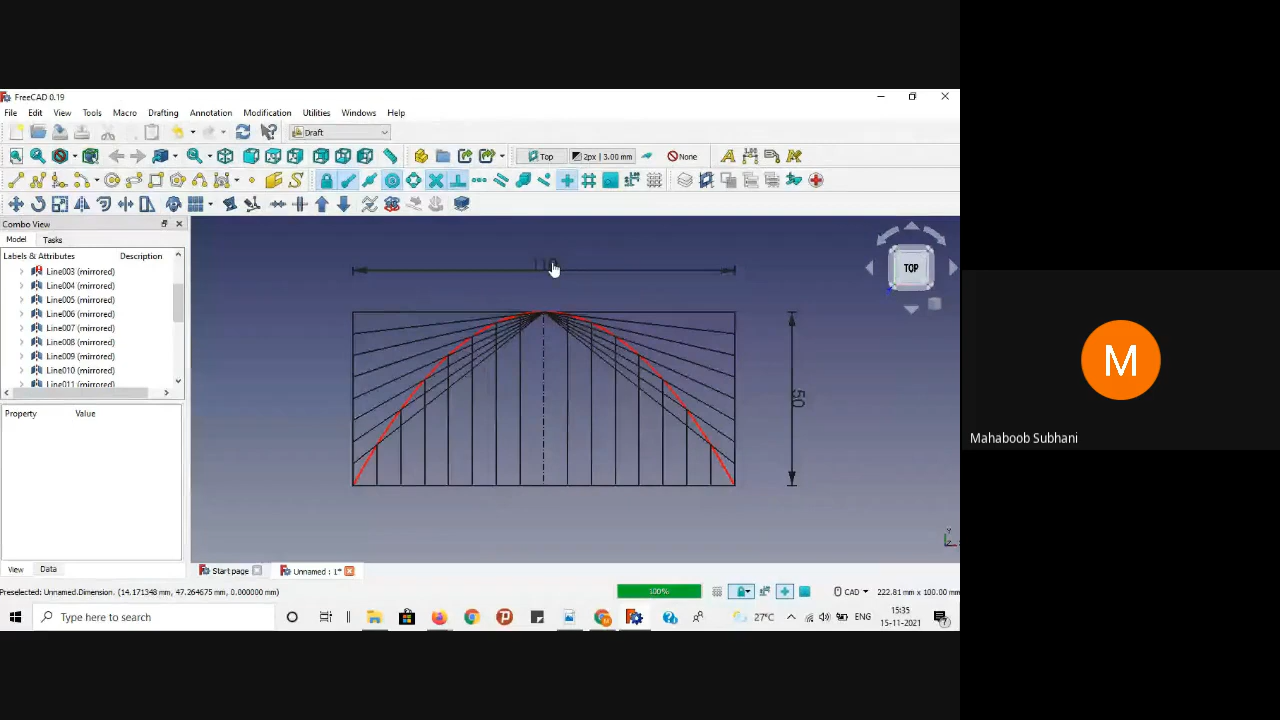 FreeCAD 0.19
File Edit View Tools Macro Drafting Annotation Modification Utilities Windows Help
Draft
Top 2px | 3.00 mm None
Combo View
Model Tasks
Labels & Attributes Description
Line003 (mirrored)
Line004 (mirrored)
Line005 (mirrored)
Line006 (mirrored)
Line007 (mirrored)
Line008 (mirrored)
Line009 (mirrored)
Line010 (mirrored)
Line011 (mirrored)
110
TOP
50
M
Property Value
Mahaboob Subhani
Y
View Data
Start page Unnamed : 1*
Preselected: Unnamed.Dimension. (14.171348 mm, 47.264675 mm, 0.000000 mm)
100%
CAD
222.81 mm x 100.00 mm
Type here to search
27°C
ENG
15:35
15-11-2021